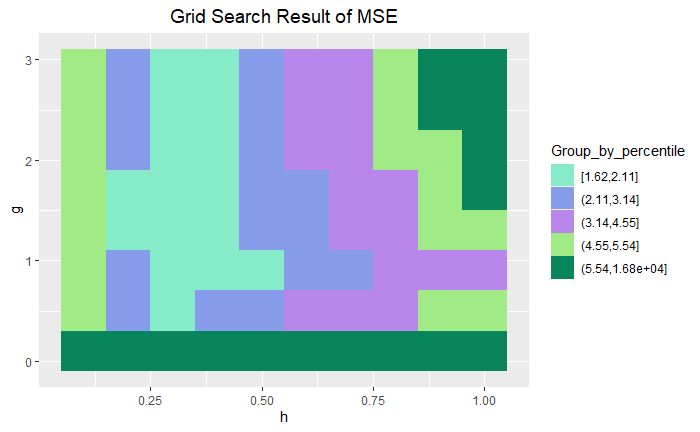 Grid Search Result of MSE
3
2
1
0
g
0.25 0.50 0.75 1.00
h
Group_by_percentile
[1.62,2.11]
(2.11,3.14]
(3.14,4.55]
(4.55,5.54]
(5.54,1.68e+04]